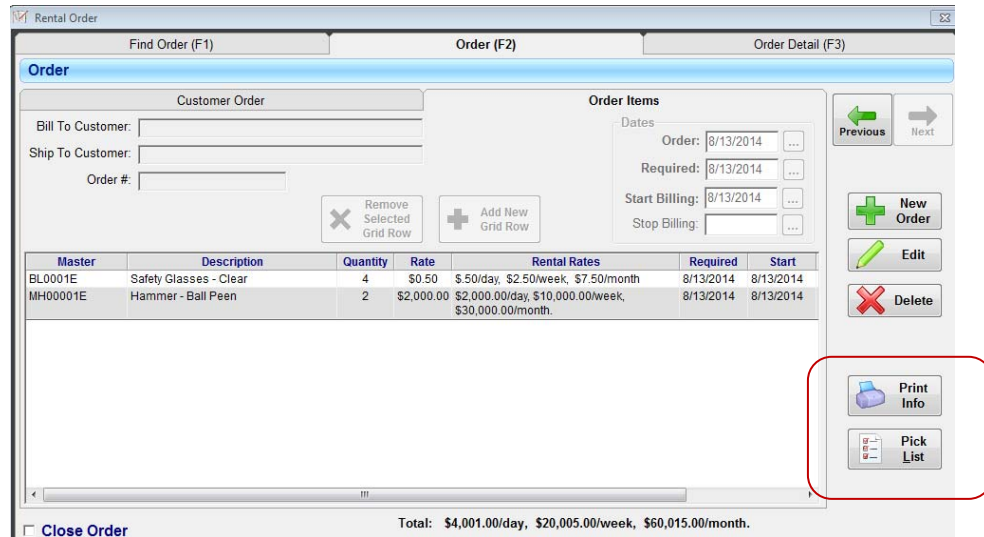 Rental Order
Find Order (F1) Order (F2) Order Detail (F3)
Order
Customer Order Order Items
Bill To Customer:
Ship To Customer:
Order #:
Dates
Order: 8/13/2014 ...
Required: 8/13/2014 ...
Start Billing: 8/13/2014 ...
Stop Billing: ...
Remove
Selected
Grid Row
Add New
Grid Row
Previous Next
New
Order
Edit
Delete
Print
Info
Pick
List
Master Description Quantity Rate Rental Rates Required Start
BL0001E Safety Glasses - Clear 4 $0.50 $.50/day, $2.50/week, $7.50/month 8/13/2014 8/13/2014
MH00001E Hammer - Ball Peen 2 $2,000.00 $2,000.00/day, $10,000.00/week, 8/13/2014 8/13/2014
$30,000.00/month.
Close Order Total: $4,001.00/day, $20,005.00/week, $60,015.00/month.